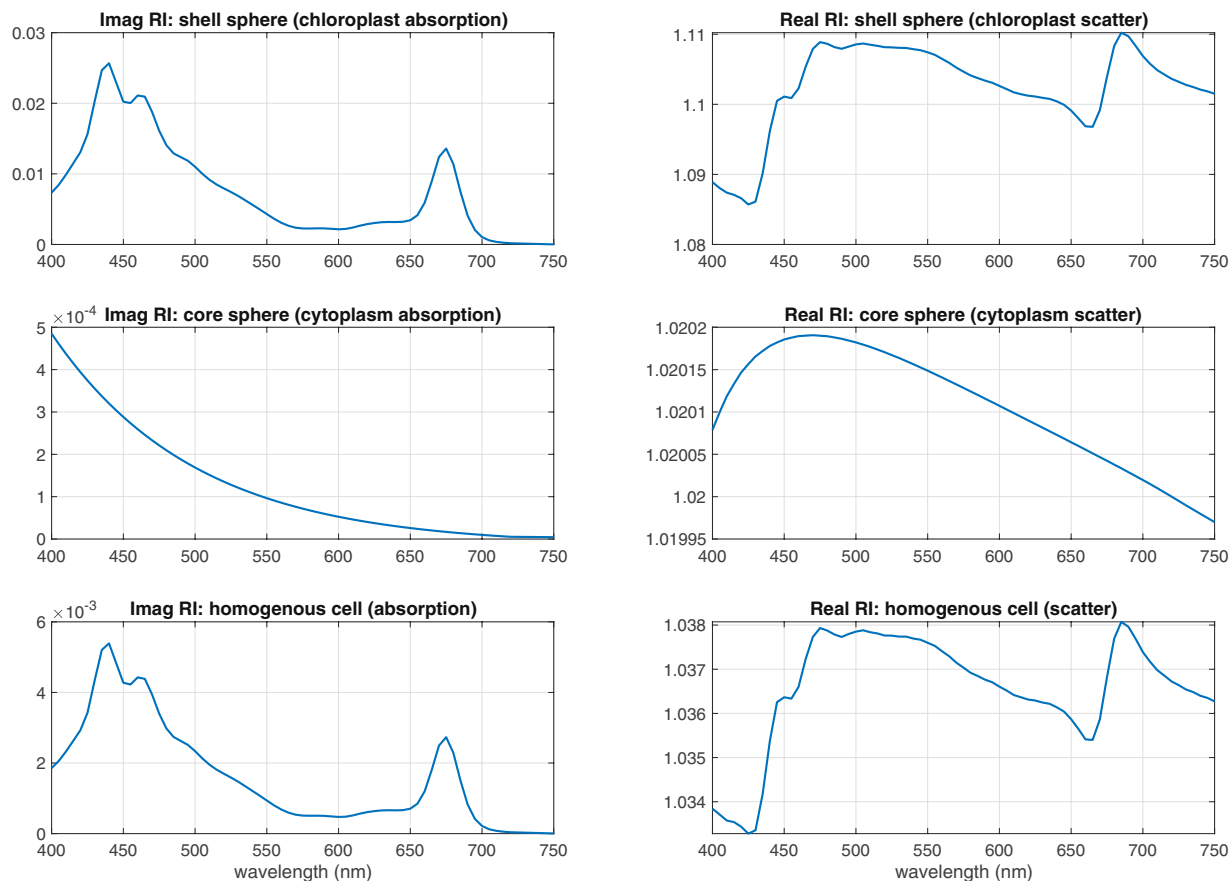 Imag RI: shell sphere (chloroplast absorption)
0.03
0.02
0.01
0
400 450 500 550 600 650 700 750
Real RI: shell sphere (chloroplast scatter)
1.11
1.1
1.09
1.08
400 450 500 550 600 650 700 750
×10⁻⁴ Imag RI: core sphere (cytoplasm absorption)
5
4
3
2
1
0
400 450 500 550 600 650 700 750
Real RI: core sphere (cytoplasm scatter)
1.0202
1.02015
1.0201
1.02005
1.02
1.01995
400 450 500 550 600 650 700 750
×10⁻³ Imag RI: homogenous cell (absorption)
6
4
2
0
400 450 500 550 600 650 700 750
wavelength (nm)
Real RI: homogenous cell (scatter)
1.038
1.037
1.036
1.035
1.034
400 450 500 550 600 650 700 750
wavelength (nm)